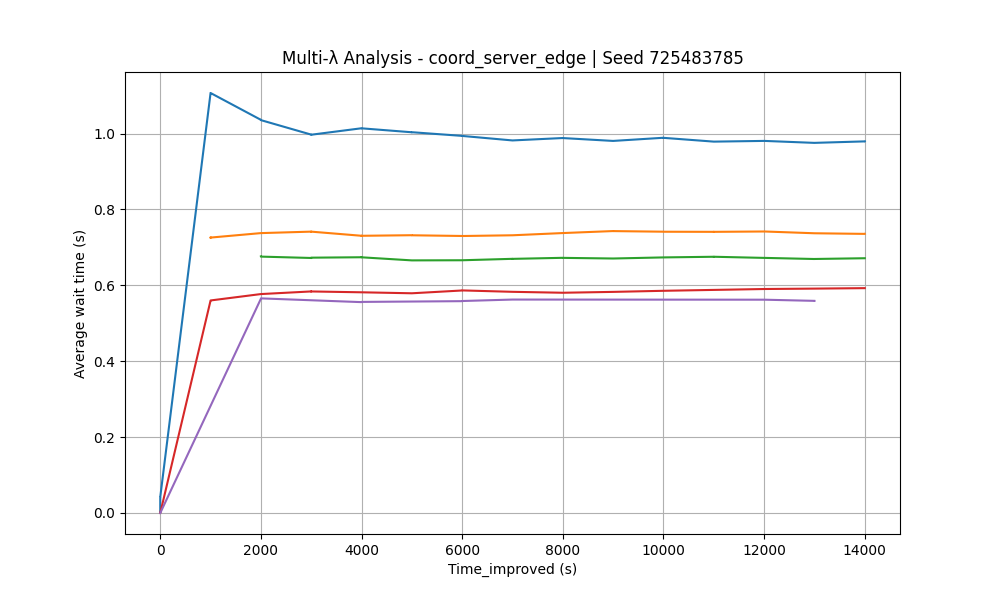 Multi-λ Analysis - coord_server_edge | Seed 725483785
Average wait time (s)
1.0
0.8
0.6
0.4
0.2
0.0
0 2000 4000 6000 8000 10000 12000 14000
Time_improved (s)